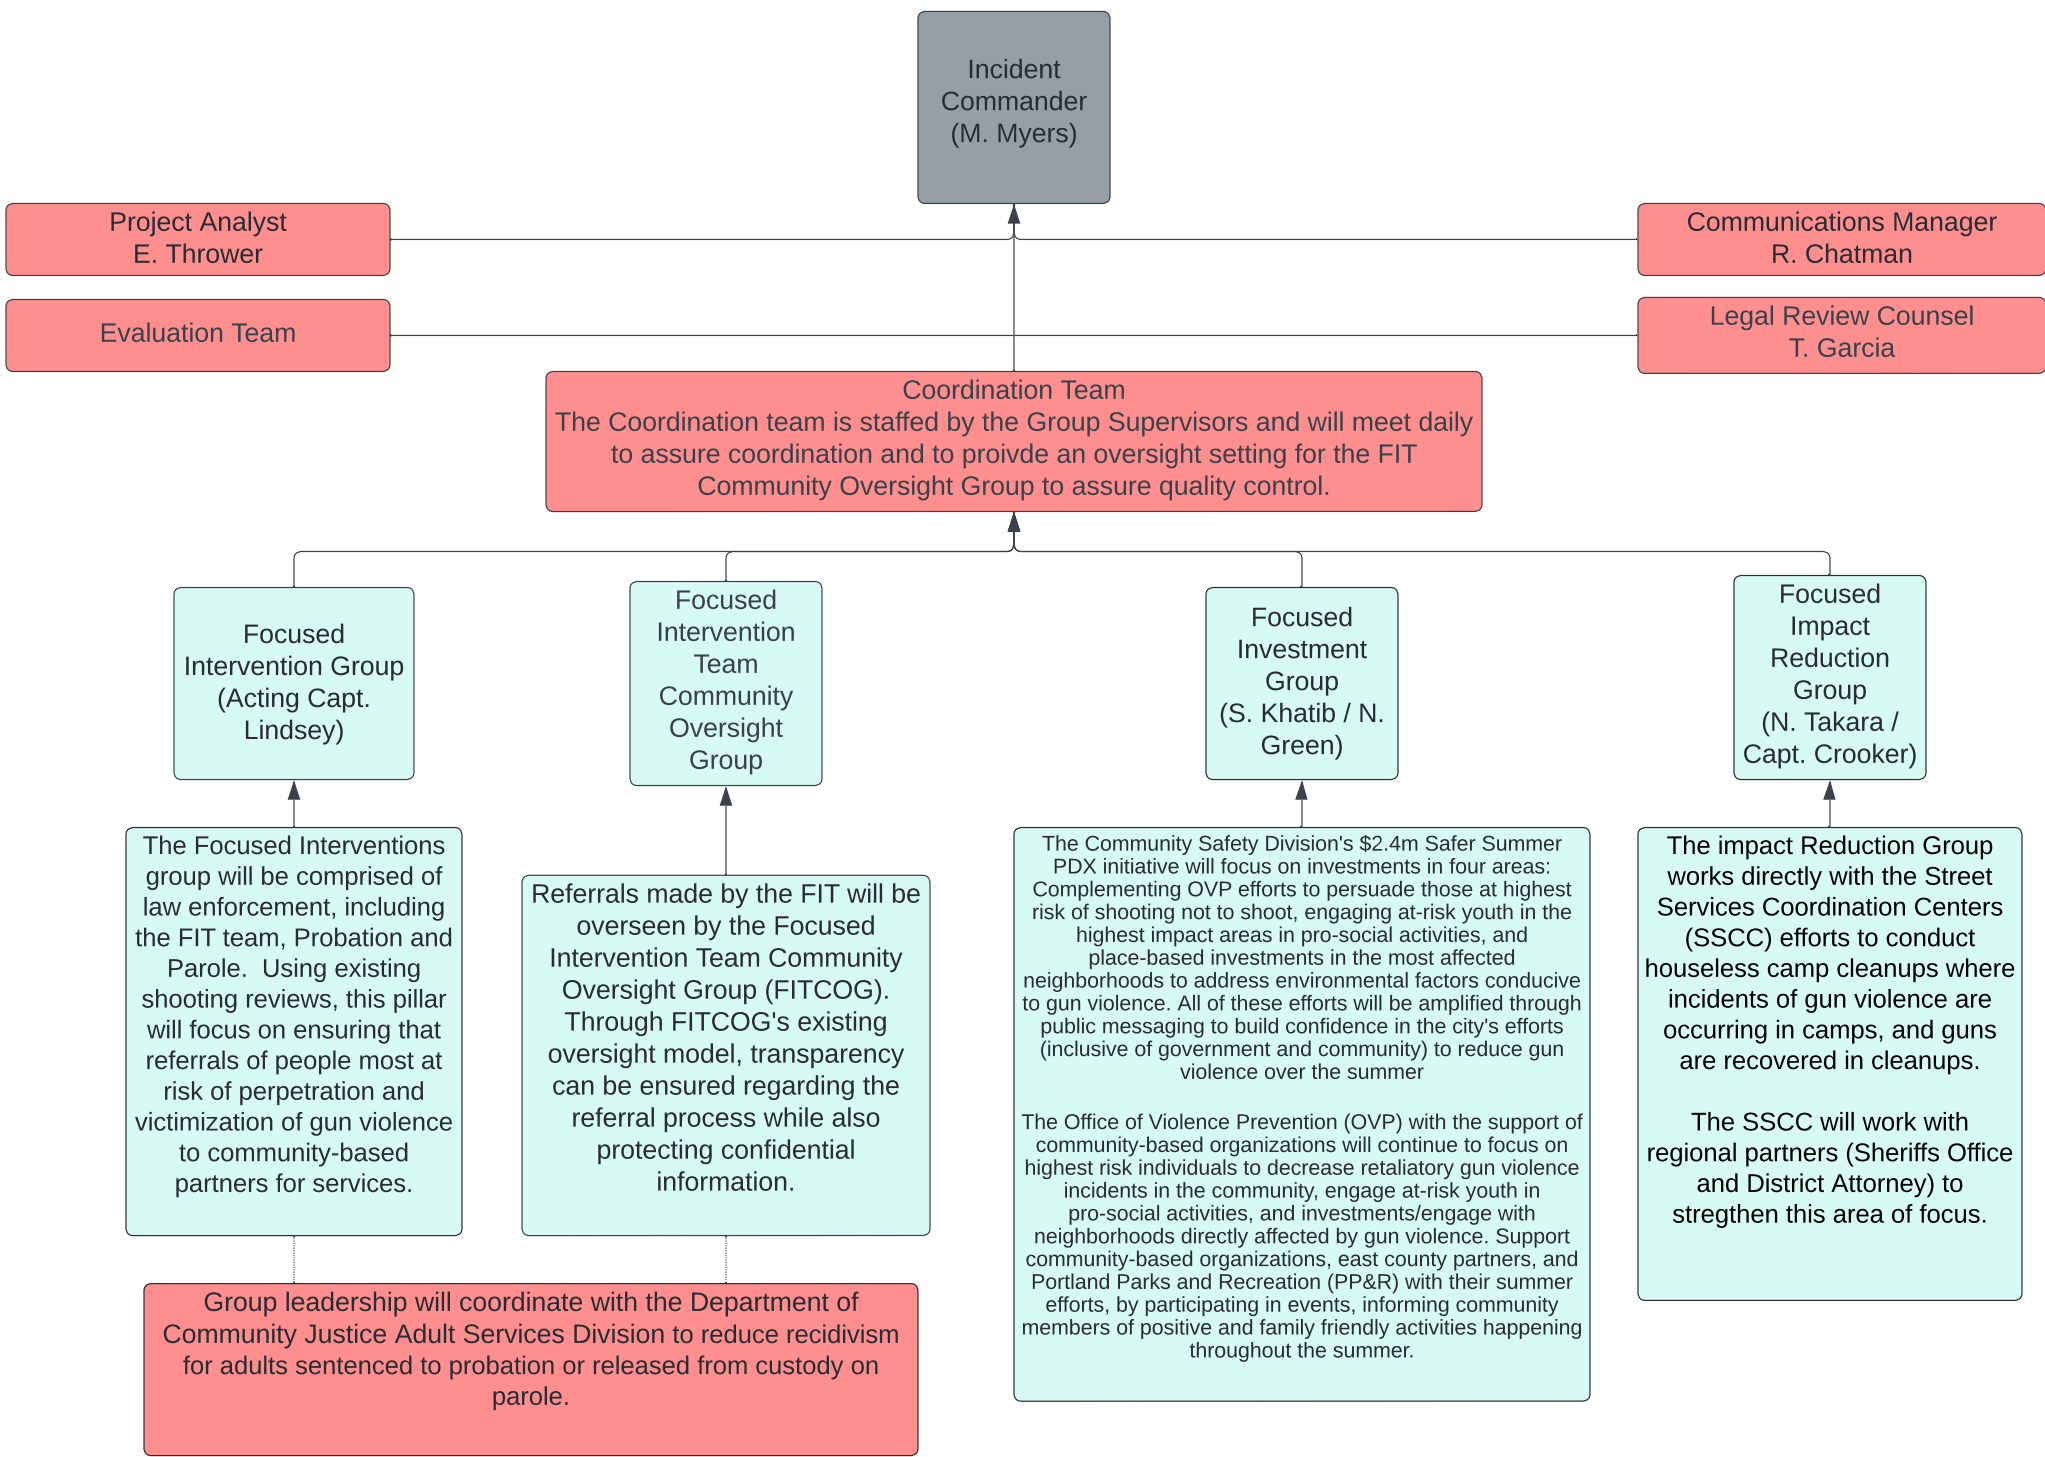 Incident
Commander
(M. Myers)
Project Analyst
E. Thrower
Communications Manager
R. Chatman
Evaluation Team
Legal Review Counsel
T. Garcia
Coordination Team
The Coordination team is staffed by the Group Supervisors and will meet daily
to assure coordination and to proivde an oversight setting for the FIT
Community Oversight Group to assure quality control.
Focused
Intervention Group
(Acting Capt.
Lindsey)
Focused
Intervention
Team
Community
Oversight
Group
Focused
Investment
Group
(S. Khatib / N.
Green)
Focused
Impact
Reduction
Group
(N. Takara /
Capt. Crooker)
The Focused Interventions
group will be comprised of
law enforcement, including
the FIT team, Probation and
Parole.  Using existing
shooting reviews, this pillar
will focus on ensuring that
referrals of people most at
risk of perpetration and
victimization of gun violence
to community-based
partners for services.
Referrals made by the FIT will be
overseen by the Focused
Intervention Team Community
Oversight Group (FITCOG).
Through FITCOG's existing
oversight model, transparency
can be ensured regarding the
referral process while also
protecting confidential
information.
The Community Safety Division's $2.4m Safer Summer
PDX initiative will focus on investments in four areas:
Complementing OVP efforts to persuade those at highest
risk of shooting not to shoot, engaging at-risk youth in the
highest impact areas in pro-social activities, and
place-based investments in the most affected
neighborhoods to address environmental factors conducive
to gun violence. All of these efforts will be amplified through
public messaging to build confidence in the city's efforts
(inclusive of government and community) to reduce gun
violence over the summer
The Office of Violence Prevention (OVP) with the support of
community-based organizations will continue to focus on
highest risk individuals to decrease retaliatory gun violence
incidents in the community, engage at-risk youth in
pro-social activities, and investments/engage with
neighborhoods directly affected by gun violence. Support
community-based organizations, east county partners, and
Portland Parks and Recreation (PP&R) with their summer
efforts, by participating in events, informing community
members of positive and family friendly activities happening
throughout the summer.
The impact Reduction Group
works directly with the Street
Services Coordination Centers
(SSCC) efforts to conduct
houseless camp cleanups where
incidents of gun violence are
occurring in camps, and guns
are recovered in cleanups.
The SSCC will work with
regional partners (Sheriffs Office
and District Attorney) to
stregthen this area of focus.
Group leadership will coordinate with the Department of
Community Justice Adult Services Division to reduce recidivism
for adults sentenced to probation or released from custody on
parole.